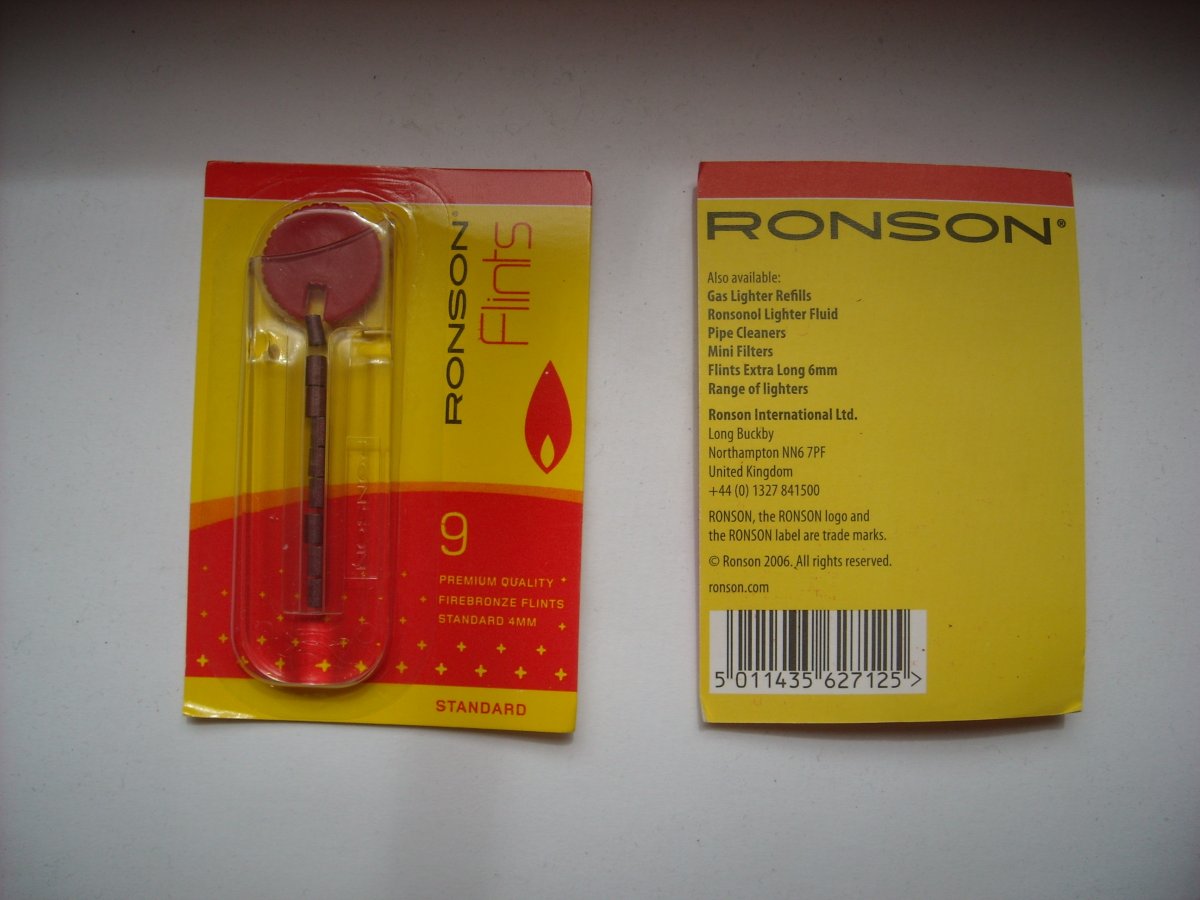 RONSON®
Flints
RONSON
9
PREMIUM QUALITY
FIREBRONZE FLINTS
STANDARD 4MM
STANDARD
RONSON®
Also available:
Gas Lighter Refills
Ronsonol Lighter Fluid
Pipe Cleaners
Mini Filters
Flints Extra Long 6mm
Range of lighters
Ronson International Ltd.
Long Buckby
Northampton NN6 7PF
United Kingdom
+44 (0) 1327 841500
RONSON, the RONSON logo and
the RONSON label are trade marks.
© Ronson 2006. All rights reserved.
ronson.com
5 011435 627125 >